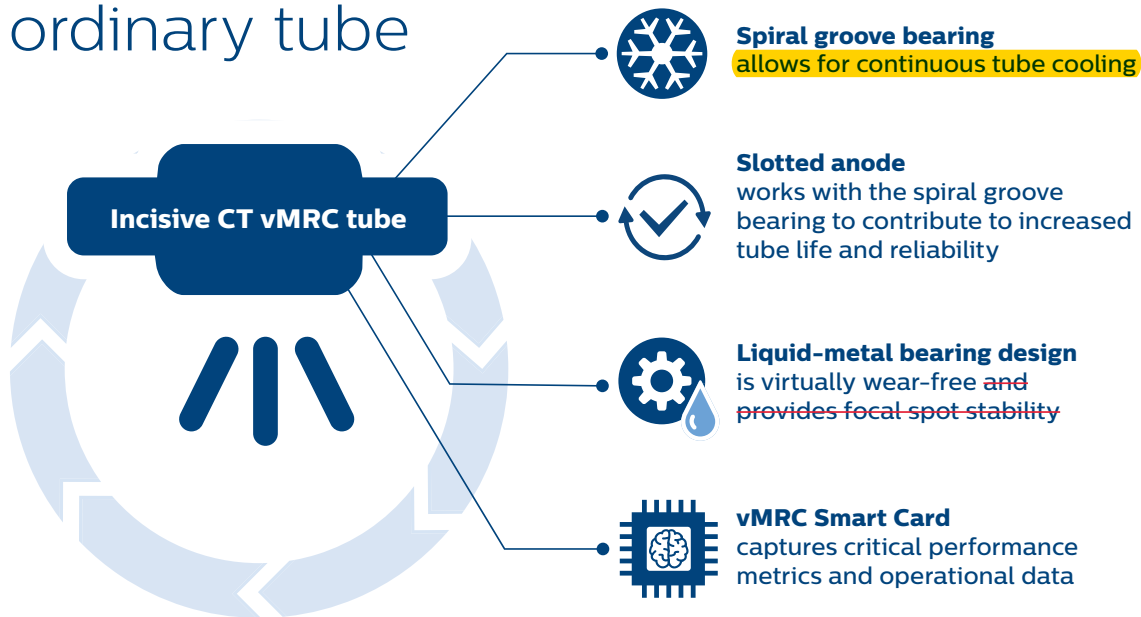 ordinary tube
Incisive CT vMRC tube
Spiral groove bearing
allows for continuous tube cooling
Slotted anode
works with the spiral groove
bearing to contribute to increased
tube life and reliability
Liquid-metal bearing design
is virtually wear-free and
provides focal spot stability
vMRC Smart Card
captures critical performance
metrics and operational data